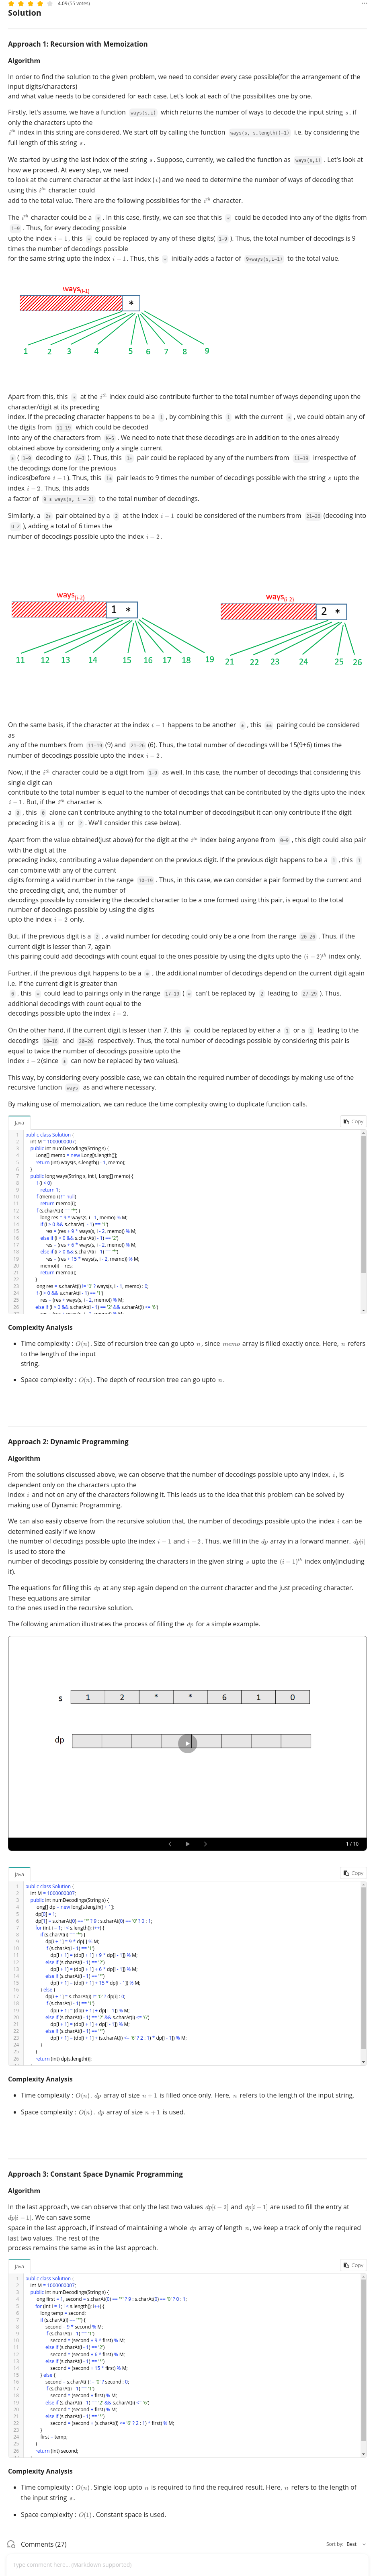 4.09 (55 votes)
Solution
Approach 1: Recursion with Memoization
Algorithm
In order to find the solution to the given problem, we need to consider every case possible(for the arrangement of the input digits/characters)
and what value needs to be considered for each case. Let's look at each of the possibilites one by one.
Firstly, let's assume, we have a function ways(s,i) which returns the number of ways to decode the input string s, if only the characters upto the
i^th index in this string are considered. We start off by calling the function ways(s, s.length()-1) i.e. by considering the full length of this string s.
We started by using the last index of the string s. Suppose, currently, we called the function as ways(s,i). Let's look at how we proceed. At every step, we need
to look at the current character at the last index (i) and we need to determine the number of ways of decoding that using this i^th character could
add to the total value. There are the following possiblities for the i^th character.
The i^th character could be a *. In this case, firstly, we can see that this * could be decoded into any of the digits from 1-9. Thus, for every decoding possible
upto the index i − 1, this * could be replaced by any of these digits(1-9). Thus, the total number of decodings is 9 times the number of decodings possible
for the same string upto the index i − 1. Thus, this * initially adds a factor of 9*ways(s,i-1) to the total value.
ways(i-1)
*
1 2 3 4 5 6 7 8 9
Apart from this, this * at the i^th index could also contribute further to the total number of ways depending upon the character/digit at its preceding
index. If the preceding character happens to be a 1, by combining this 1 with the current *, we could obtain any of the digits from 11-19 which could be decoded
into any of the characters from K-S. We need to note that these decodings are in addition to the ones already obtained above by considering only a single current
*(1-9 decoding to A-J). Thus, this 1* pair could be replaced by any of the numbers from 11-19 irrespective of the decodings done for the previous
indices(before i − 1). Thus, this 1* pair leads to 9 times the number of decodings possible with the string s upto the index i − 2. Thus, this adds
a factor of 9 * ways(s, i - 2) to the total number of decodings.
Similarly, a 2* pair obtained by a 2 at the index i − 1 could be considered of the numbers from 21-26 (decoding into U-Z), adding a total of 6 times the
number of decodings possible upto the index i − 2.
ways(i-2)
1 *
11 12 13 14 15 16 17 18 19
ways(i-2)
2 *
21 22 23 24 25 26
On the same basis, if the character at the index i − 1 happens to be another *, this ** pairing could be considered as
any of the numbers from 11-19 (9) and 21-26 (6). Thus, the total number of decodings will be 15(9+6) times the number of decodings possible upto the index i − 2.
Now, if the i^th character could be a digit from 1-9 as well. In this case, the number of decodings that considering this single digit can
contribute to the total number is equal to the number of decodings that can be contributed by the digits upto the index i − 1. But, if the i^th character is
a 0, this 0 alone can't contribute anything to the total number of decodings(but it can only contribute if the digit preceding it is a 1 or 2. We'll consider this case below).
Apart from the value obtained(just above) for the digit at the i^th index being anyone from 0-9, this digit could also pair with the digit at the
preceding index, contributing a value dependent on the previous digit. If the previous digit happens to be a 1, this 1 can combine with any of the current
digits forming a valid number in the range 10-19. Thus, in this case, we can consider a pair formed by the current and the preceding digit, and, the number of
decodings possible by considering the decoded character to be a one formed using this pair, is equal to the total number of decodings possible by using the digits
upto the index i − 2 only.
But, if the previous digit is a 2, a valid number for decoding could only be a one from the range 20-26. Thus, if the current digit is lesser than 7, again
this pairing could add decodings with count equal to the ones possible by using the digits upto the (i − 2)^th index only.
Further, if the previous digit happens to be a *, the additional number of decodings depend on the current digit again i.e. If the current digit is greater than
6, this * could lead to pairings only in the range 17-19 (* can't be replaced by 2 leading to 27-29). Thus, additional decodings with count equal to the
decodings possible upto the index i − 2.
On the other hand, if the current digit is lesser than 7, this * could be replaced by either a 1 or a 2 leading to the decodings 10-16 and 20-26 respectively. Thus, the total number of decodings possible by considering this pair is equal to twice the number of decodings possible upto the
index i − 2(since * can now be replaced by two values).
This way, by considering every possible case, we can obtain the required number of decodings by making use of the recursive function ways as and where necessary.
By making use of memoization, we can reduce the time complexity owing to duplicate function calls.
Java
Copy
1 public class Solution {
2 int M = 1000000007;
3 public int numDecodings(String s) {
4 Long[] memo = new Long[s.length()];
5 return (int) ways(s, s.length() - 1, memo);
6 }
7 public long ways(String s, int i, Long[] memo) {
8 if (i < 0)
9 return 1;
10 if (memo[i] != null)
11 return memo[i];
12 if (s.charAt(i) == '*') {
13 long res = 9 * ways(s, i - 1, memo) % M;
14 if (i > 0 && s.charAt(i - 1) == '1')
15 res = (res + 9 * ways(s, i - 2, memo)) % M;
16 else if (i > 0 && s.charAt(i - 1) == '2')
17 res = (res + 6 * ways(s, i - 2, memo)) % M;
18 else if (i > 0 && s.charAt(i - 1) == '*')
19 res = (res + 15 * ways(s, i - 2, memo)) % M;
20 memo[i] = res;
21 return memo[i];
22 }
23 long res = s.charAt(i) != '0' ? ways(s, i - 1, memo) : 0;
24 if (i > 0 && s.charAt(i - 1) == '1')
25 res = (res + ways(s, i - 2, memo)) % M;
26 else if (i > 0 && s.charAt(i - 1) == '2' && s.charAt(i) <= '6')
Complexity Analysis
• Time complexity : O(n). Size of recursion tree can go upto n, since memo array is filled exactly once. Here, n refers to the length of the input
string.
• Space complexity : O(n). The depth of recursion tree can go upto n.
Approach 2: Dynamic Programming
Algorithm
From the solutions discussed above, we can observe that the number of decodings possible upto any index, i, is dependent only on the characters upto the
index i and not on any of the characters following it. This leads us to the idea that this problem can be solved by making use of Dynamic Programming.
We can also easily observe from the recursive solution that, the number of decodings possible upto the index i can be determined easily if we know
the number of decodings possible upto the index i − 1 and i − 2. Thus, we fill in the dp array in a forward manner. dp[i] is used to store the
number of decodings possible by considering the characters in the given string s upto the (i − 1)^th index only(including it).
The equations for filling this dp at any step again depend on the current character and the just preceding character. These equations are similar
to the ones used in the recursive solution.
The following animation illustrates the process of filling the dp for a simple example.
s 1 2 * * 6 1 0
dp
1 / 10
Java
Copy
1 public class Solution {
2 int M = 1000000007;
3 public int numDecodings(String s) {
4 long[] dp = new long[s.length() + 1];
5 dp[0] = 1;
6 dp[1] = s.charAt(0) == '*' ? 9 : s.charAt(0) == '0' ? 0 : 1;
7 for (int i = 1; i < s.length(); i++) {
8 if (s.charAt(i) == '*') {
9 dp[i + 1] = 9 * dp[i] % M;
10 if (s.charAt(i - 1) == '1')
11 dp[i + 1] = (dp[i + 1] + 9 * dp[i - 1]) % M;
12 else if (s.charAt(i - 1) == '2')
13 dp[i + 1] = (dp[i + 1] + 6 * dp[i - 1]) % M;
14 else if (s.charAt(i - 1) == '*')
15 dp[i + 1] = (dp[i + 1] + 15 * dp[i - 1]) % M;
16 } else {
17 dp[i + 1] = s.charAt(i) != '0' ? dp[i] : 0;
18 if (s.charAt(i - 1) == '1')
19 dp[i + 1] = (dp[i + 1] + dp[i - 1]) % M;
20 else if (s.charAt(i - 1) == '2' && s.charAt(i) <= '6')
21 dp[i + 1] = (dp[i + 1] + dp[i - 1]) % M;
22 else if (s.charAt(i - 1) == '*')
23 dp[i + 1] = (dp[i + 1] + (s.charAt(i) <= '6' ? 2 : 1) * dp[i - 1]) % M;
24 }
25 }
26 return (int) dp[s.length()];
Complexity Analysis
• Time complexity : O(n). dp array of size n + 1 is filled once only. Here, n refers to the length of the input string.
• Space complexity : O(n). dp array of size n + 1 is used.
Approach 3: Constant Space Dynamic Programming
Algorithm
In the last approach, we can observe that only the last two values dp[i − 2] and dp[i − 1] are used to fill the entry at dp[i − 1]. We can save some
space in the last approach, if instead of maintaining a whole dp array of length n, we keep a track of only the required last two values. The rest of the
process remains the same as in the last approach.
Java
Copy
1 public class Solution {
2 int M = 1000000007;
3 public int numDecodings(String s) {
4 long first = 1, second = s.charAt(0) == '*' ? 9 : s.charAt(0) == '0' ? 0 : 1;
5 for (int i = 1; i < s.length(); i++) {
6 long temp = second;
7 if (s.charAt(i) == '*') {
8 second = 9 * second % M;
9 if (s.charAt(i - 1) == '1')
10 second = (second + 9 * first) % M;
11 else if (s.charAt(i - 1) == '2')
12 second = (second + 6 * first) % M;
13 else if (s.charAt(i - 1) == '*')
14 second = (second + 15 * first) % M;
15 } else {
16 second = s.charAt(i) != '0' ? second : 0;
17 if (s.charAt(i - 1) == '1')
18 second = (second + first) % M;
19 else if (s.charAt(i - 1) == '2' && s.charAt(i) <= '6')
20 second = (second + first) % M;
21 else if (s.charAt(i - 1) == '*')
22 second = (second + (s.charAt(i) <= '6' ? 2 : 1) * first) % M;
23 }
24 first = temp;
25 }
26 return (int) second;
Complexity Analysis
• Time complexity : O(n). Single loop upto n is required to find the required result. Here, n refers to the length of the input string s.
• Space complexity : O(1). Constant space is used.
Comments (27)
Sort by: Best
Type comment here... (Markdown supported)